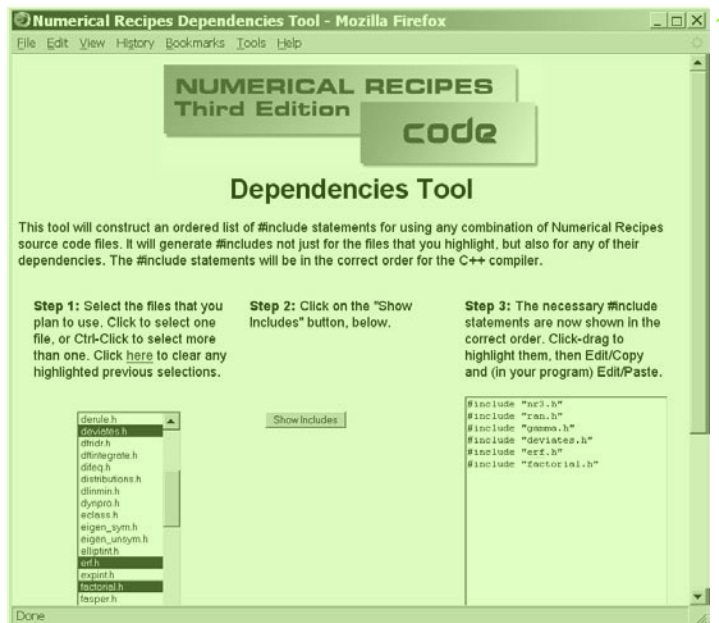 Numerical Recipes Dependencies Tool - Mozilla Firefox
File Edit View History Bookmarks Tools Help
NUMERICAL RECIPES
Third Edition
code
Dependencies Tool
This tool will construct an ordered list of #include statements for using any combination of Numerical Recipes
source code files. It will generate #includes not just for the files that you highlight, but also for any of their
dependencies. The #include statements will be in the correct order for the C++ compiler.
Step 1: Select the files that you
plan to use. Click to select one
file, or Ctrl-Click to select more
than one. Click here to clear any
highlighted previous selections.
Step 2: Click on the "Show
Includes" button, below.
Step 3: The necessary #include
statements are now shown in the
correct order. Click-drag to
highlight them, then Edit/Copy
and (in your program) Edit/Paste.
derule.h
deviates.h
dfridr.h
dftintegrate.h
difeq.h
distributions.h
dlinmin.h
dynpro.h
eclass.h
eigen_sym.h
eigen_unsym.h
elliptint.h
erf.h
expint.h
factorial.h
fasper.h
Show Includes
#include "nr3.h"
#include "ran.h"
#include "gamma.h"
#include "deviates.h"
#include "erf.h"
#include "factorial.h"
Done